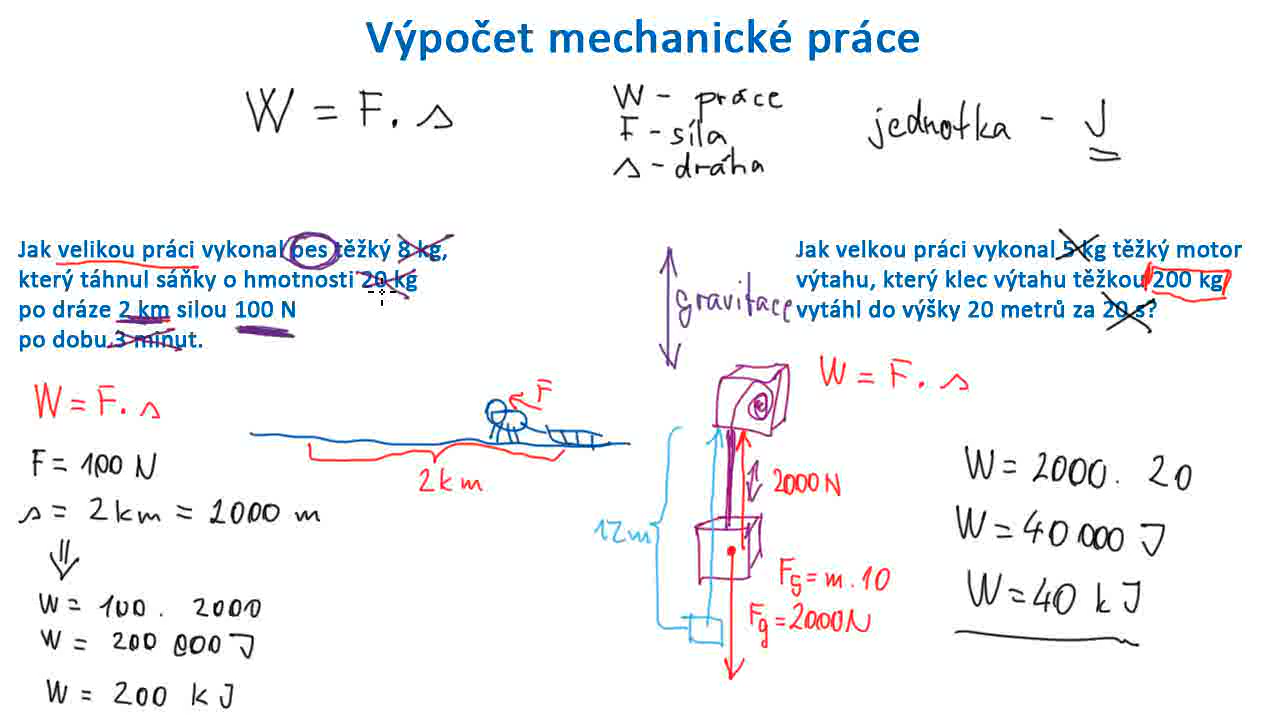 Výpočet mechanické práce
W = F. s
W - práce
F - síla
s - dráha
jednotka - J
Jak velikou práci vykonal pes těžký 8 kg,
který táhnul sáňky o hmotnosti 20 kg
po dráze 2 km silou 100 N
po dobu 3 minut.
W = F. s
F = 100 N
s = 2 km = 2000 m
W = 100. 2000
W = 200 000 J
W = 200 kJ
F
2 km
gravitace
Jak velkou práci vykonal 5 kg těžký motor
výtahu, který klec výtahu těžkou 200 kg
vytáhl do výšky 20 metrů za 20 s?
W = F. s
12m
2000 N
Fg = m. 10
Fg = 2000 N
W = 2000. 20
W = 40 000 J
W = 40 kJ